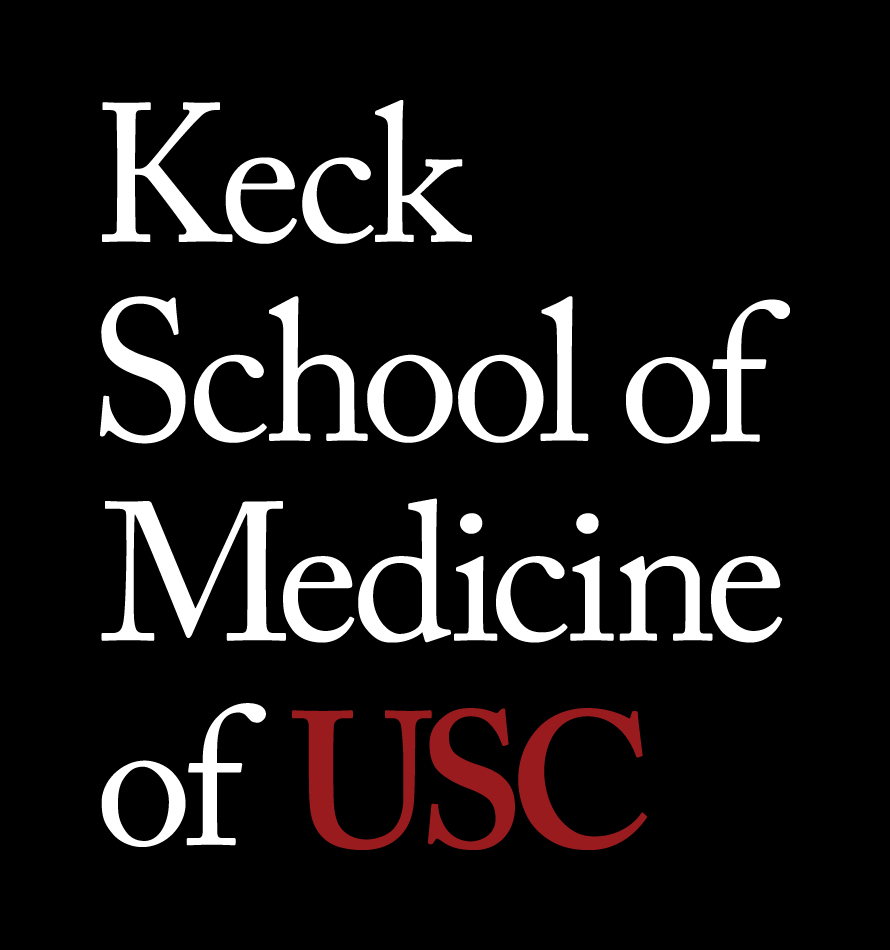 Keck
School of
Medicine
of USC